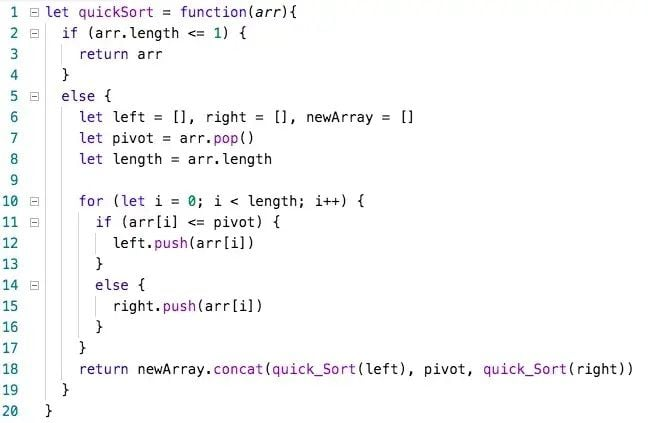 1 let quickSort = function(arr){
2 if (arr.length <= 1) {
3 return arr
4 }
5 else {
6 let left = [], right = [], newArray = []
7 let pivot = arr.pop()
8 let length = arr.length
9
10 for (let i = 0; i < length; i++) {
11 if (arr[i] <= pivot) {
12 left.push(arr[i])
13 }
14 else {
15 right.push(arr[i])
16 }
17 }
18 return newArray.concat(quick_Sort(left), pivot, quick_Sort(right))
19 }
20 }